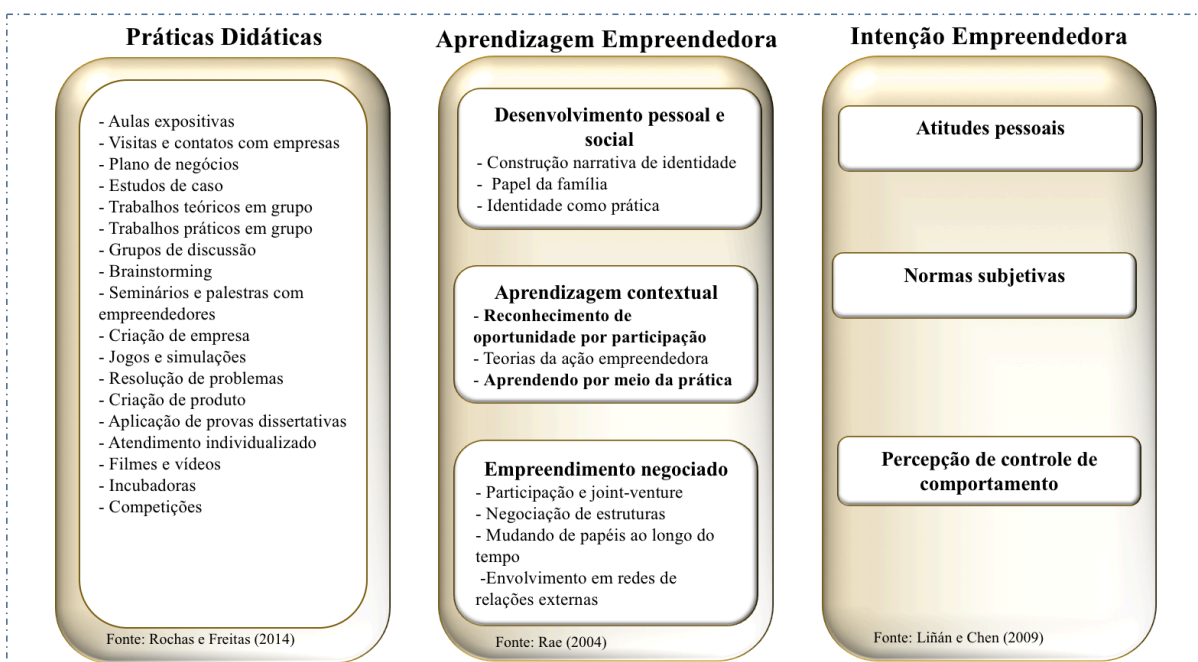 Práticas Didáticas
- Aulas expositivas
- Visitas e contatos com empresas
- Plano de negócios
- Estudos de caso
- Trabalhos teóricos em grupo
- Trabalhos práticos em grupo
- Grupos de discussão
- Brainstorming
- Seminários e palestras com
empreendedores
- Criação de empresa
- Jogos e simulações
- Resolução de problemas
- Criação de produto
- Aplicação de provas dissertativas
- Atendimento individualizado
- Filmes e vídeos
- Incubadoras
- Competições
Fonte: Rochas e Freitas (2014)
Aprendizagem Empreendedora
Desenvolvimento pessoal e
social
- Construção narrativa de identidade
- Papel da família
- Identidade como prática
Aprendizagem contextual
- Reconhecimento de
oportunidade por participação
- Teorias da ação empreendedora
- Aprendendo por meio da prática
Empreendimento negociado
- Participação e joint-venture
- Negociação de estruturas
- Mudando de papéis ao longo do
tempo
-Envolvimento em redes de
relações externas
Fonte: Rae (2004)
Intenção Empreendedora
Atitudes pessoais
Normas subjetivas
Percepção de controle de
comportamento
Fonte: Liñán e Chen (2009)